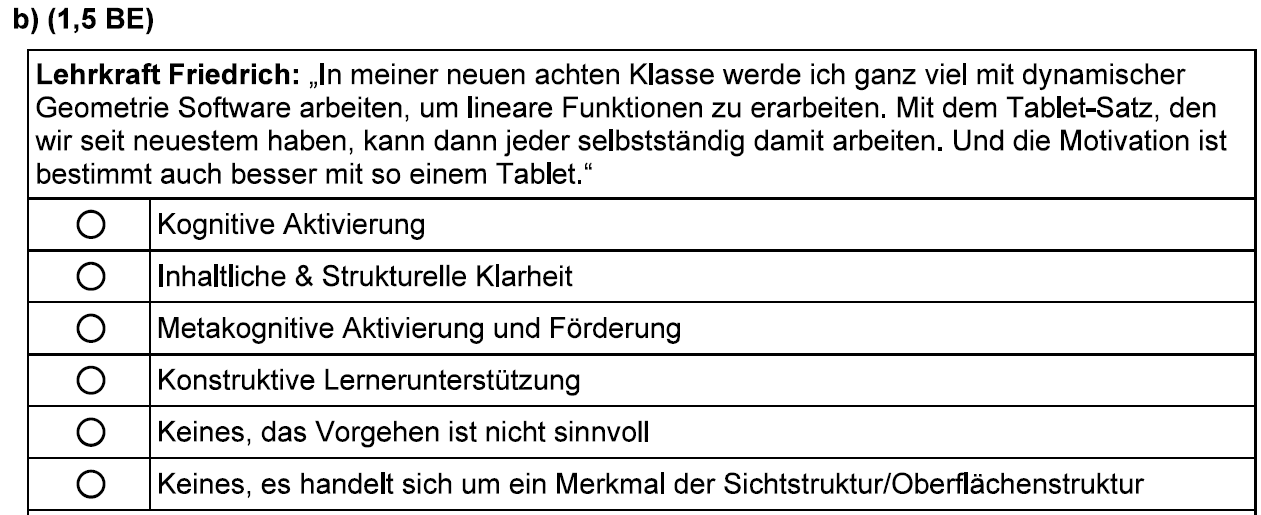 b) (1,5 BE)
Lehrkraft Friedrich: „In meiner neuen achten Klasse werde ich ganz viel mit dynamischer
Geometrie Software arbeiten, um lineare Funktionen zu erarbeiten. Mit dem Tablet-Satz, den
wir seit neuestem haben, kann dann jeder selbstständig damit arbeiten. Und die Motivation ist
bestimmt auch besser mit so einem Tablet.“
Kognitive Aktivierung
Inhaltliche & Strukturelle Klarheit
Metakognitive Aktivierung und Förderung
Konstruktive Lernerunterstützung
Keines, das Vorgehen ist nicht sinnvoll
Keines, es handelt sich um ein Merkmal der Sichtstruktur/Oberflächenstruktur